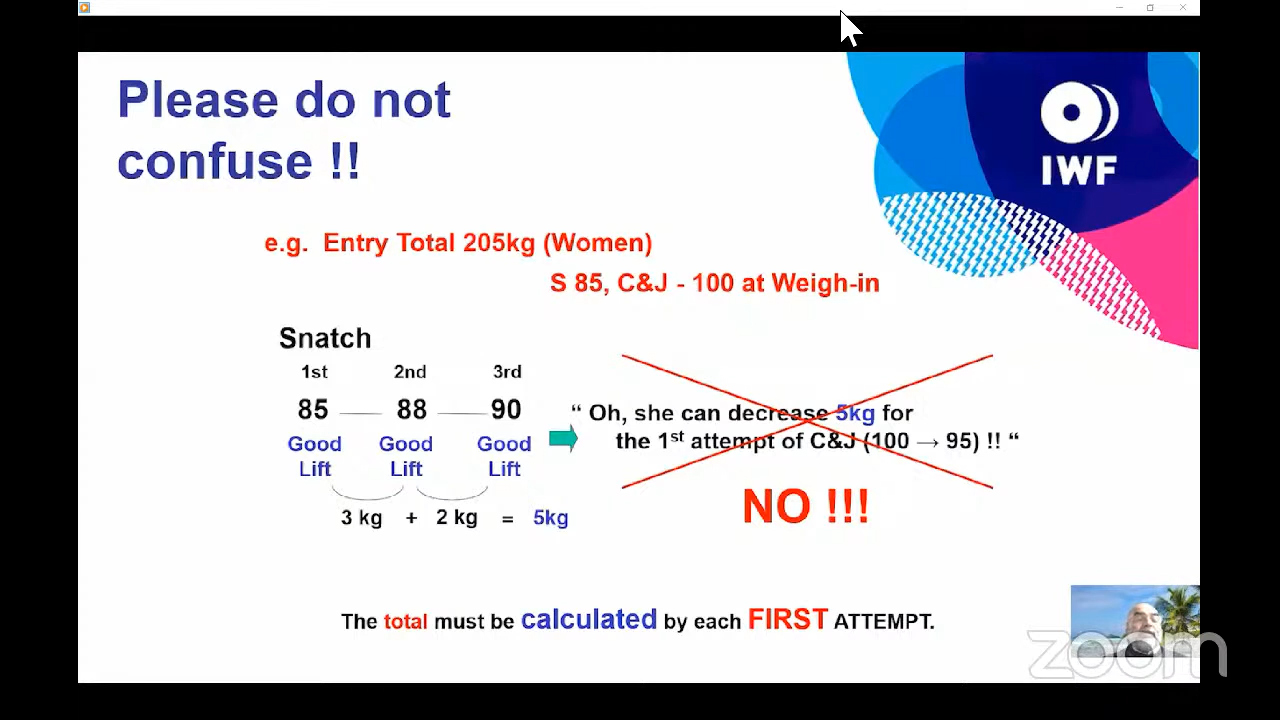 Please do not
confuse !!
IWF
e.g. Entry Total 205kg (Women)
S 85, C&J - 100 at Weigh-in
Snatch
1st 2nd 3rd
85 88 90
Good Good Good
Lift Lift Lift
3 kg + 2 kg = 5kg
“ Oh, she can decrease 5kg for
the 1st attempt of C&J (100 → 95) !! “
NO !!!
The total must be calculated by each FIRST ATTEMPT.
zoom